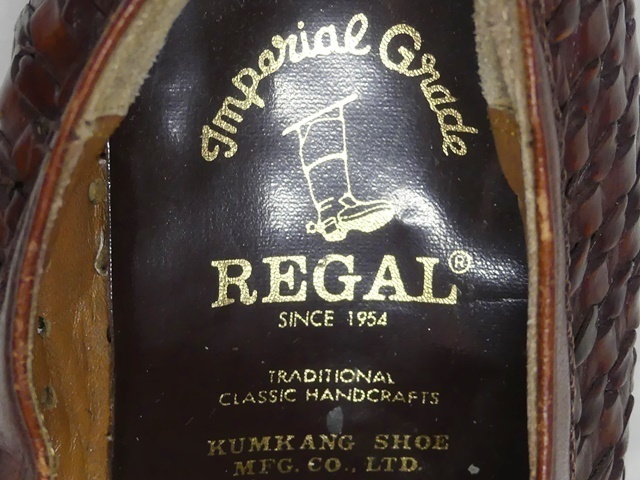 Imperial Grade
REGAL®
SINCE 1954
TRADITIONAL
CLASSIC HANDCRAFTS
KUMKANG SHOE
MFG. CO., LTD.